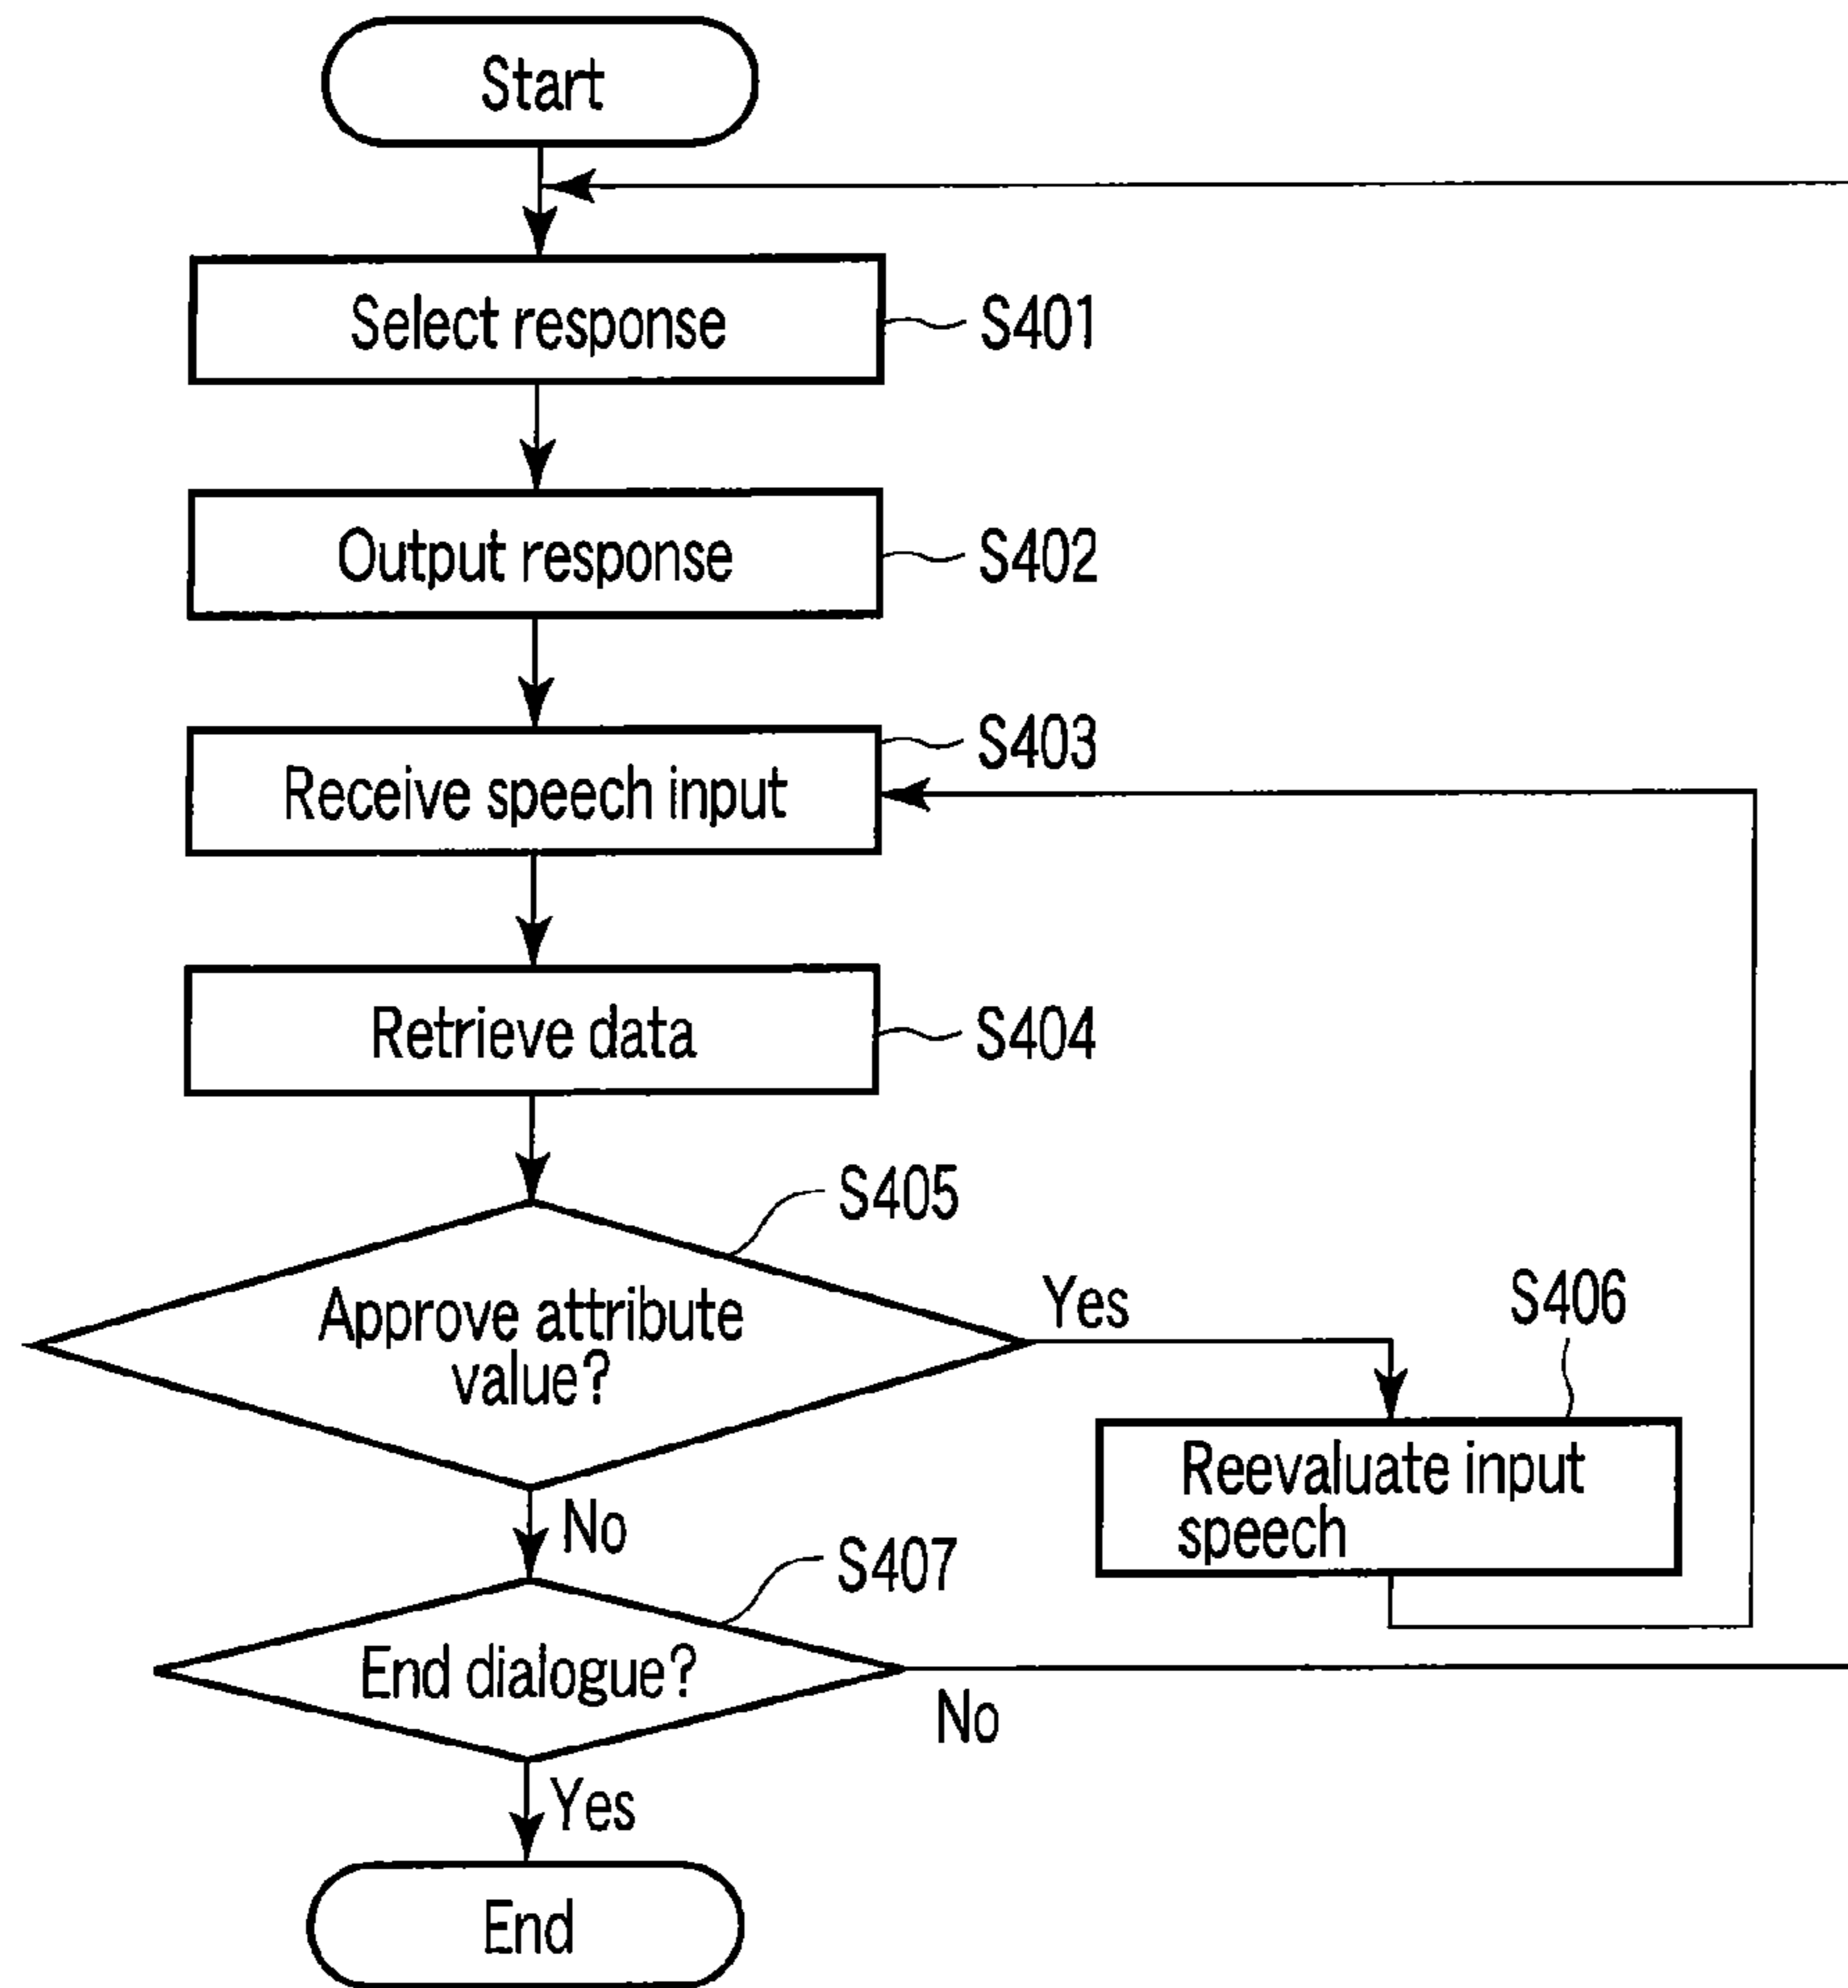 Start
Select response
S401
Output response
S402
S403
Receive speech input
Retrieve data
S404
S405
Approve attribute
value?
Yes
S406
Reevaluate input
speech
No
S407
End dialogue?
No
Yes
End